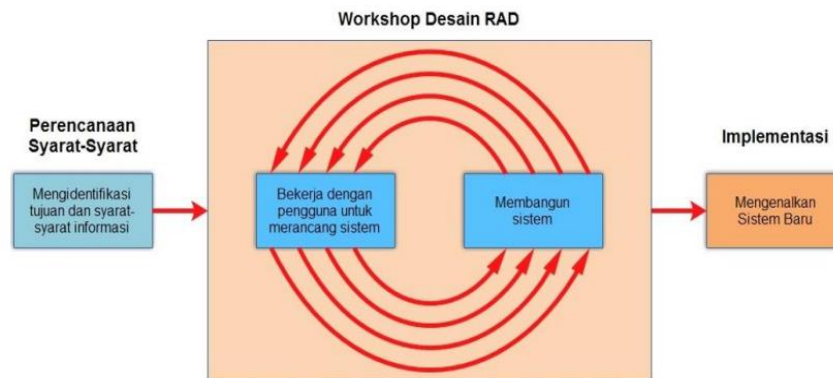 Workshop Desain RAD
Perencanaan
Syarat-Syarat
Mengidentifikasi
tujuan dan syarat-
syarat informasi
Bekerja dengan
pengguna untuk
merancang sistem
Membangun
sistem
Implementasi
Mengenalkan
Sistem Baru